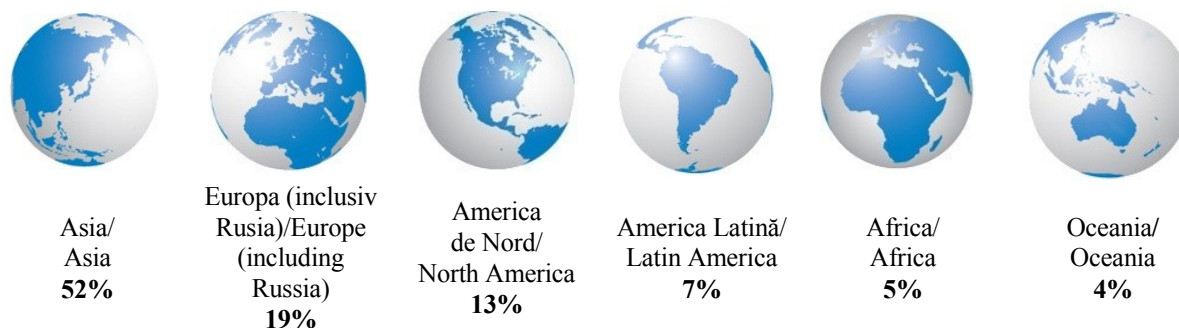 Asia/
Asia
52%
Europa (inclusiv
Rusia)/Europe
(including
Russia)
19%
America
de Nord/
North America
13%
America Latină/
Latin America
7%
Africa/
Africa
5%
Oceania/
Oceania
4%